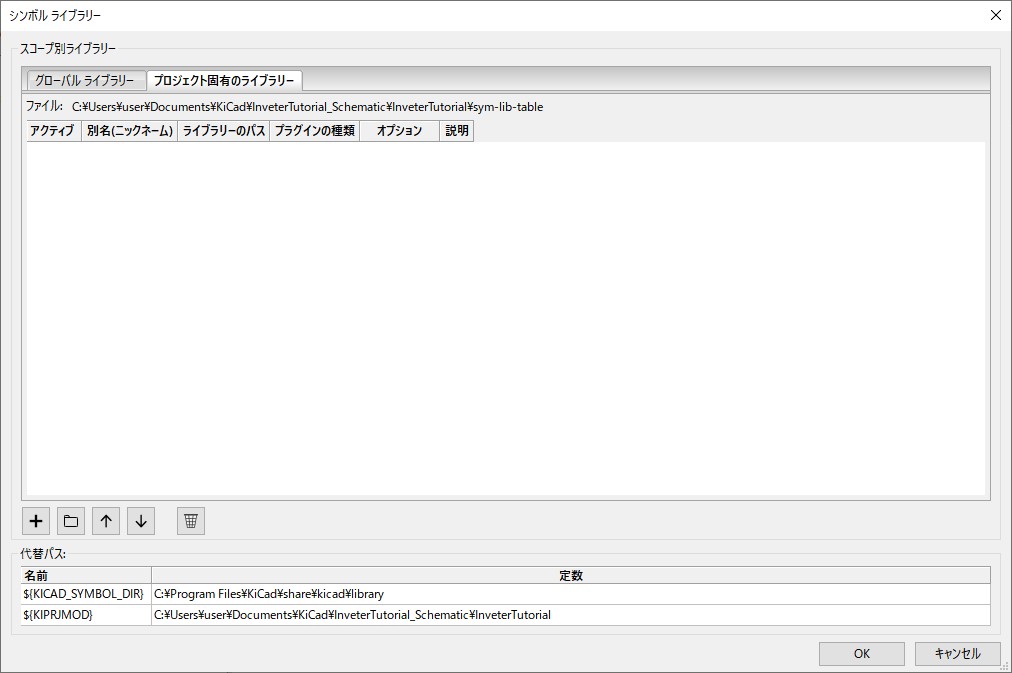 シンボル ライブラリー
スコープ別ライブラリー
グローバル ライブラリー プロジェクト固有のライブラリー
ファイル: C:¥Users¥user¥Documents¥KiCad¥InveterTutorial_Schematic¥InveterTutorial¥sym-lib-table
アクティブ 別名(ニックネーム) ライブラリーのパス プラグインの種類 オプション 説明
代替パス:
名前 定数
${KICAD_SYMBOL_DIR} C:¥Program Files¥KiCad¥share¥kicad¥library
${KIPRJMOD} C:¥Users¥user¥Documents¥KiCad¥InveterTutorial_Schematic¥InveterTutorial
OK キャンセル